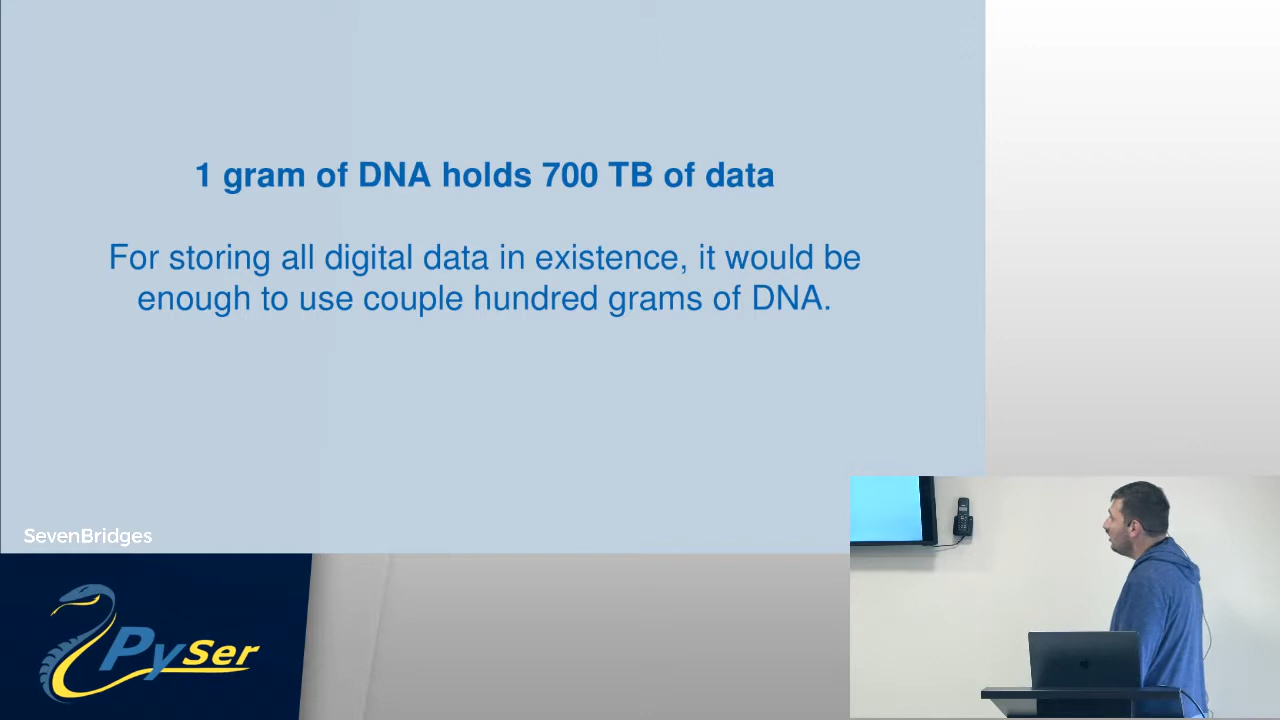 1 gram of DNA holds 700 TB of data
For storing all digital data in existence, it would be
enough to use couple hundred grams of DNA.
SevenBridges
PySer